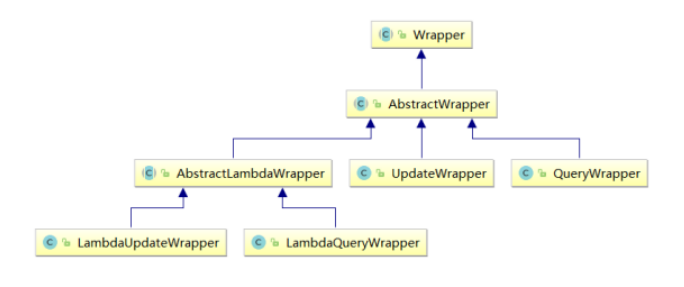 Wrapper
AbstractWrapper
AbstractLambdaWrapper
UpdateWrapper
QueryWrapper
LambdaUpdateWrapper
LambdaQueryWrapper